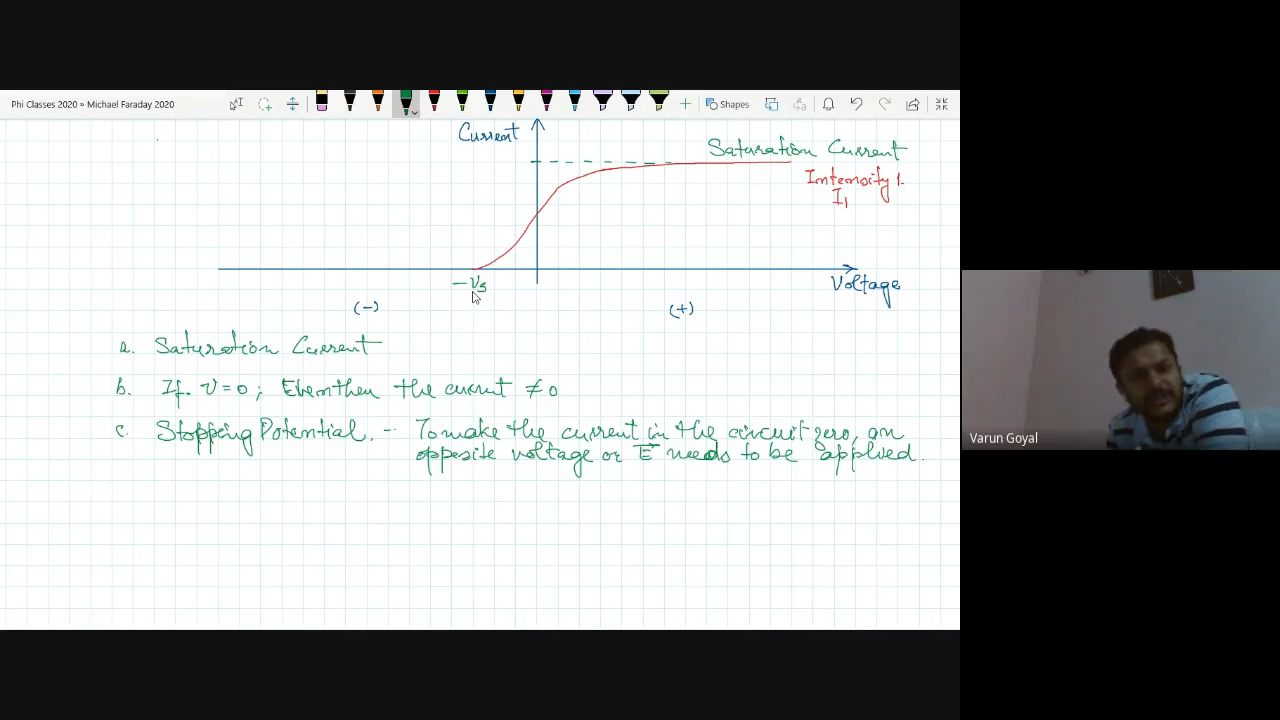 Phi Classes 2020 » Michael Faraday 2020
Shapes
Current
Saturation Current
Intensity 1.
I1
-Vs
Voltage
(-)
(+)
a. Saturation Current
b. If V=0; Eventhen the current ≠0
c. Stopping Potential. - To make the current in the circuit zero, an
opposite voltage or E needs to be applied.
Varun Goyal